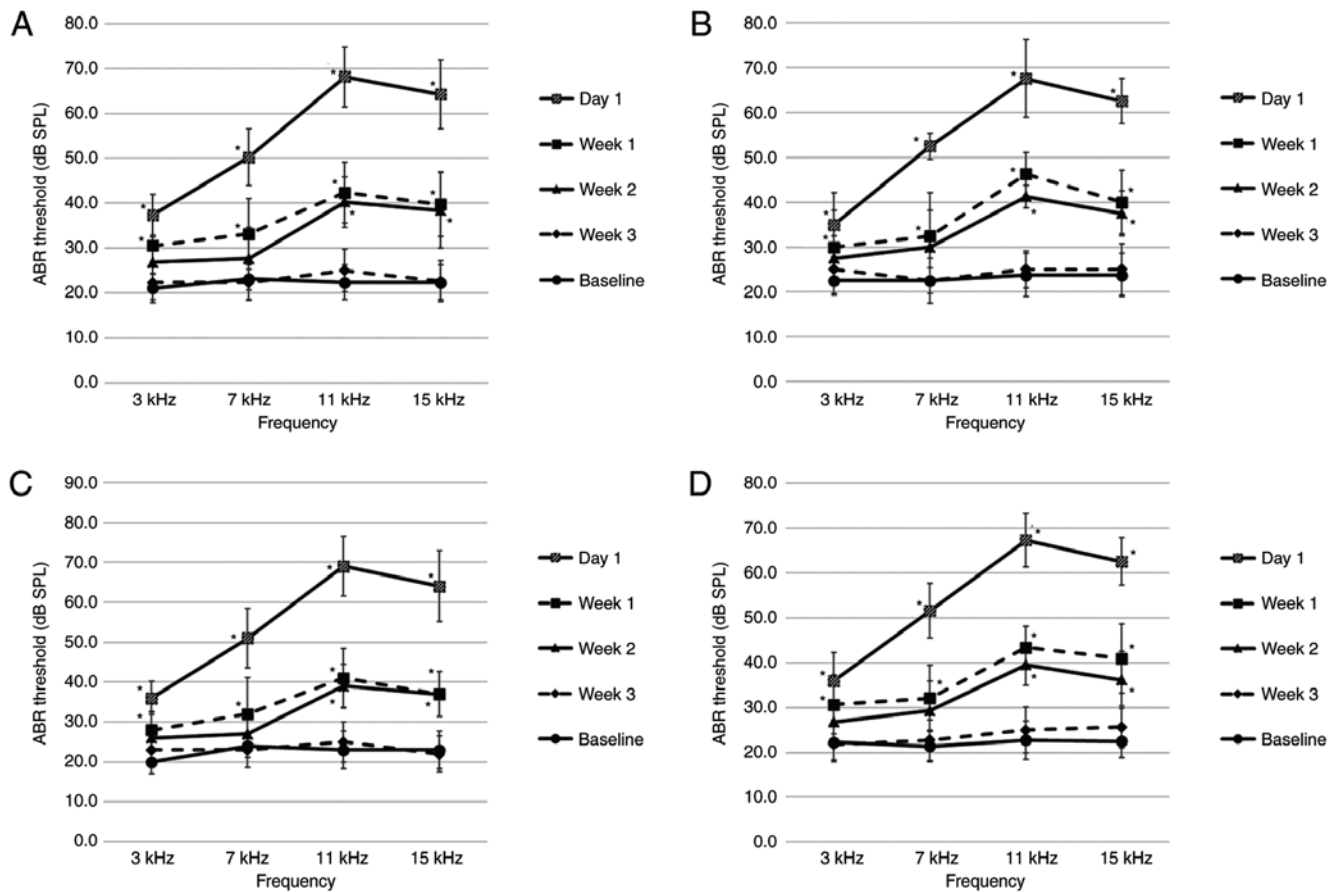 A
80.0
70.0
60.0
50.0
40.0
30.0
20.0
10.0
0.0
ABR threshold (dB SPL)
3 kHz 7 kHz 11 kHz 15 kHz
Frequency
Day 1
Week 1
Week 2
Week 3
Baseline
B
80.0
70.0
60.0
50.0
40.0
30.0
20.0
10.0
0.0
ABR threshold (dB SPL)
3 kHz 7 kHz 11 kHz 15 kHz
Frequency
Day 1
Week 1
Week 2
Week 3
Baseline
C
90.0
80.0
70.0
60.0
50.0
40.0
30.0
20.0
10.0
0.0
ABR threshold (dB SPL)
3 kHz 7 kHz 11 kHz 15 kHz
Frequency
Day 1
Week 1
Week 2
Week 3
Baseline
D
80.0
70.0
60.0
50.0
40.0
30.0
20.0
10.0
0.0
ABR threshold (dB SPL)
3 kHz 7 kHz 11 kHz 15 kHz
Frequency
Day 1
Week 1
Week 2
Week 3
Baseline